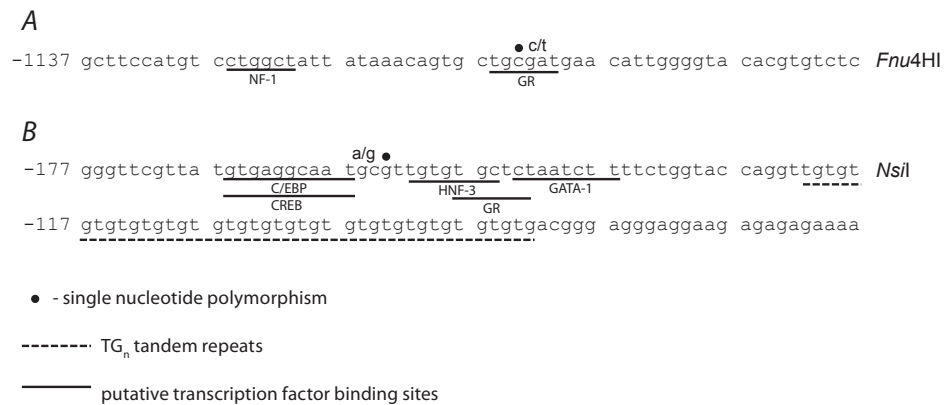 A
c/t
−1137 gcttccatgtc cctggctatt ataaacagtg ctgcgatgaa cattggggta cacgtgtctc Fnu4HI
NF-1
GR
B
a/g
−177 gggttcgtta tgtgaggcaa tgcgttgtgt gctctaatct tttctggtac caggttgtgt NsiI
C/EBP
HNF-3
GATA-1
CREB
GR
−117 gtgtgtgtgt gtgtgtgtgt gtgtgtgtgt gtgtgacggg agggaggaag agagagaaaa
- single nucleotide polymorphism
TGn tandem repeats
putative transcription factor binding sites